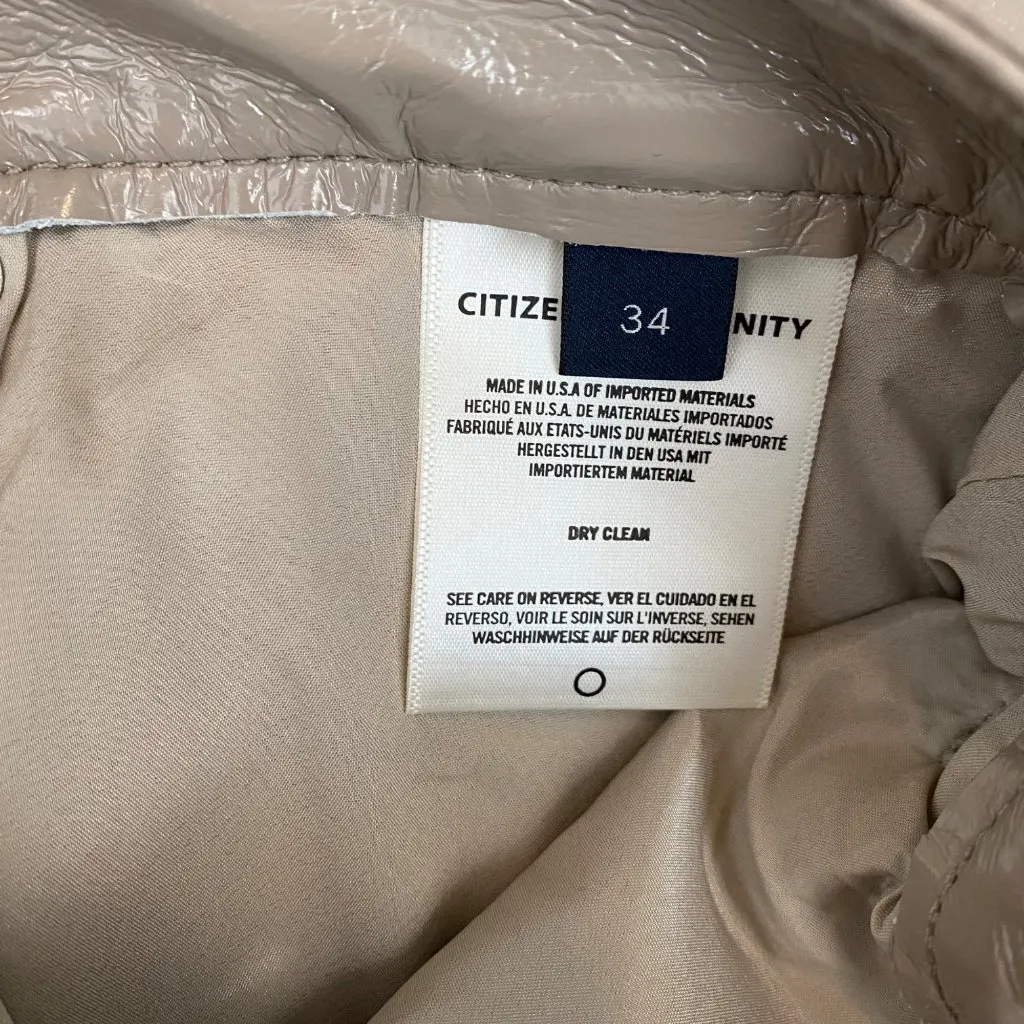 CITIZE 34 NITY
MADE IN U.S.A OF IMPORTED MATERIALS
HECHO EN U.S.A. DE MATERIALES IMPORTADOS
FABRIQUÉ AUX ETATS-UNIS DU MATÉRIELS IMPORTÉ
HERGESTELLT IN DEN USA MIT
IMPORTIERTEM MATERIAL
DRY CLEAN
SEE CARE ON REVERSE, VER EL CUIDADO EN EL
REVERSO, VOIR LE SOIN SUR L'INVERSE, SEHEN
WASCHHINWEISE AUF DER RÜCKSEITE